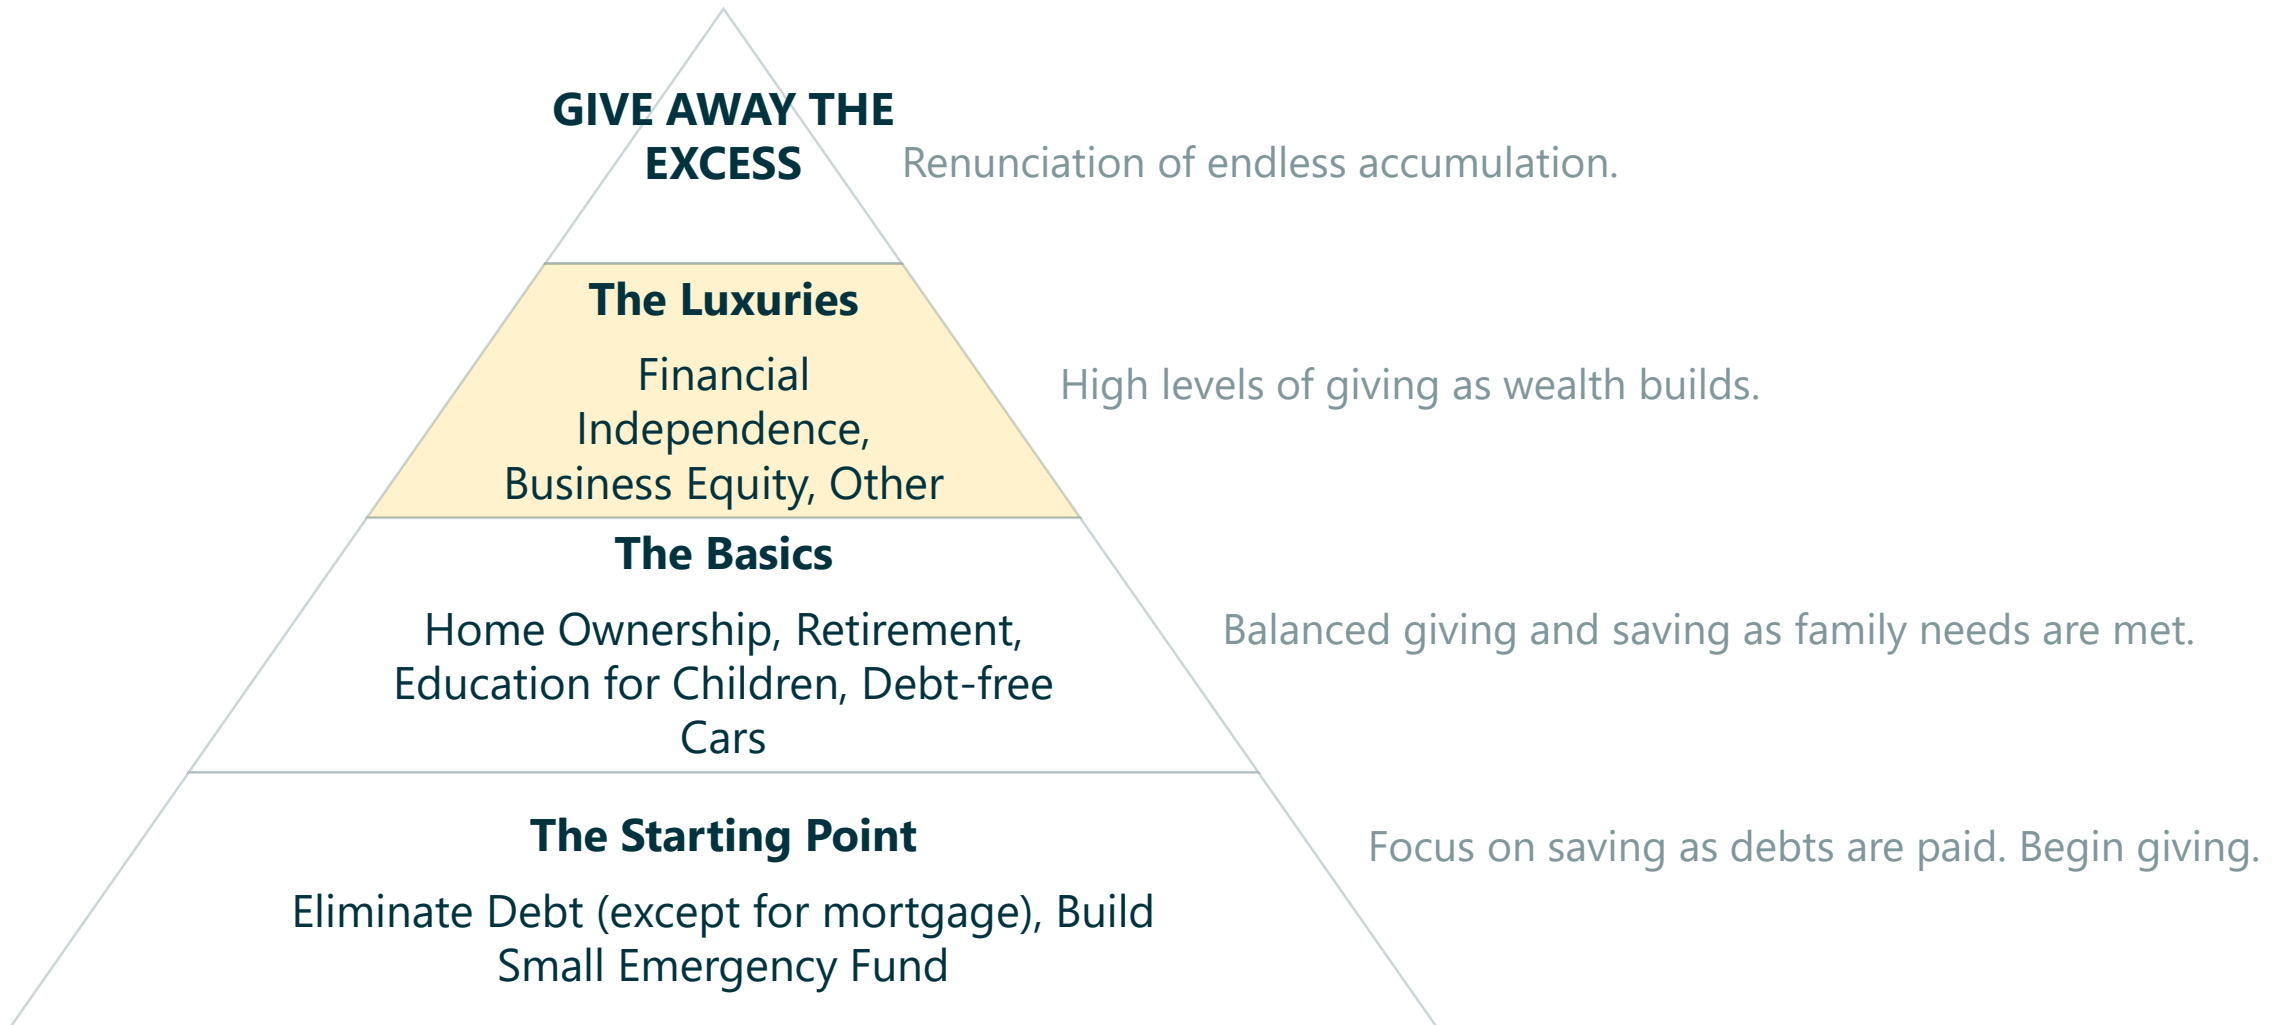 GIVE AWAY THE
EXCESS
Renunciation of endless accumulation.
The Luxuries
Financial
Independence,
Business Equity, Other
High levels of giving as wealth builds.
The Basics
Home Ownership, Retirement,
Education for Children, Debt-free
Cars
Balanced giving and saving as family needs are met.
The Starting Point
Eliminate Debt (except for mortgage), Build
Small Emergency Fund
Focus on saving as debts are paid. Begin giving.